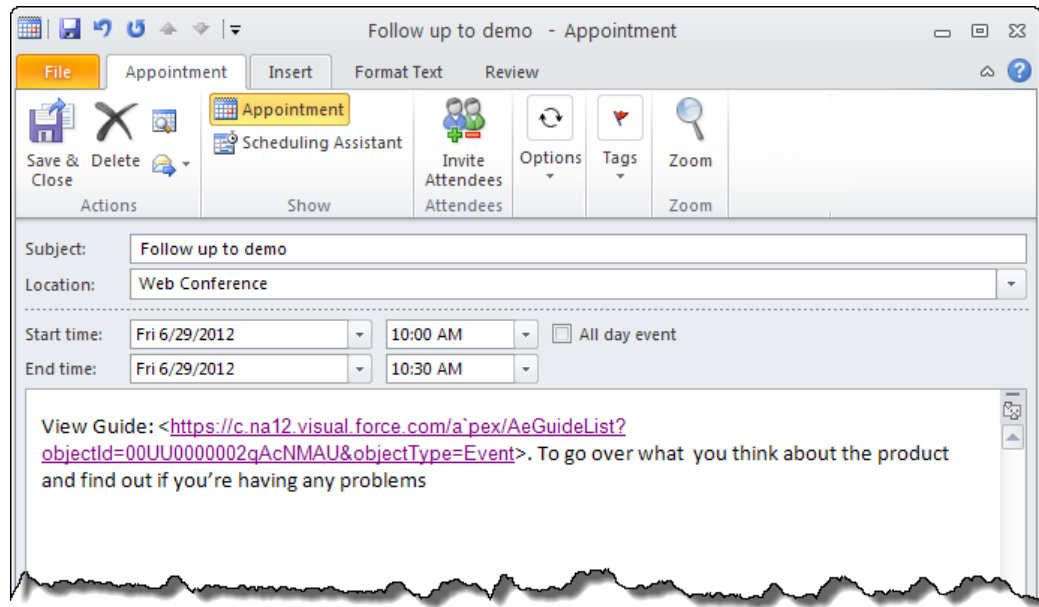 Follow up to demo - Appointment
File Appointment Insert Format Text Review
Save & Close
Delete
Appointment
Scheduling Assistant
Invite Attendees
Options
Tags
Zoom
Actions Show Attendees Zoom
Subject: Follow up to demo
Location: Web Conference
Start time: Fri 6/29/2012 10:00 AM All day event
End time: Fri 6/29/2012 10:30 AM
View Guide: <https://c.na12.visual.force.com/a`pex/AeGuideList?
objectId=00UU0000002qAcNMAU&objectType=Event>. To go over what you think about the product
and find out if you're having any problems